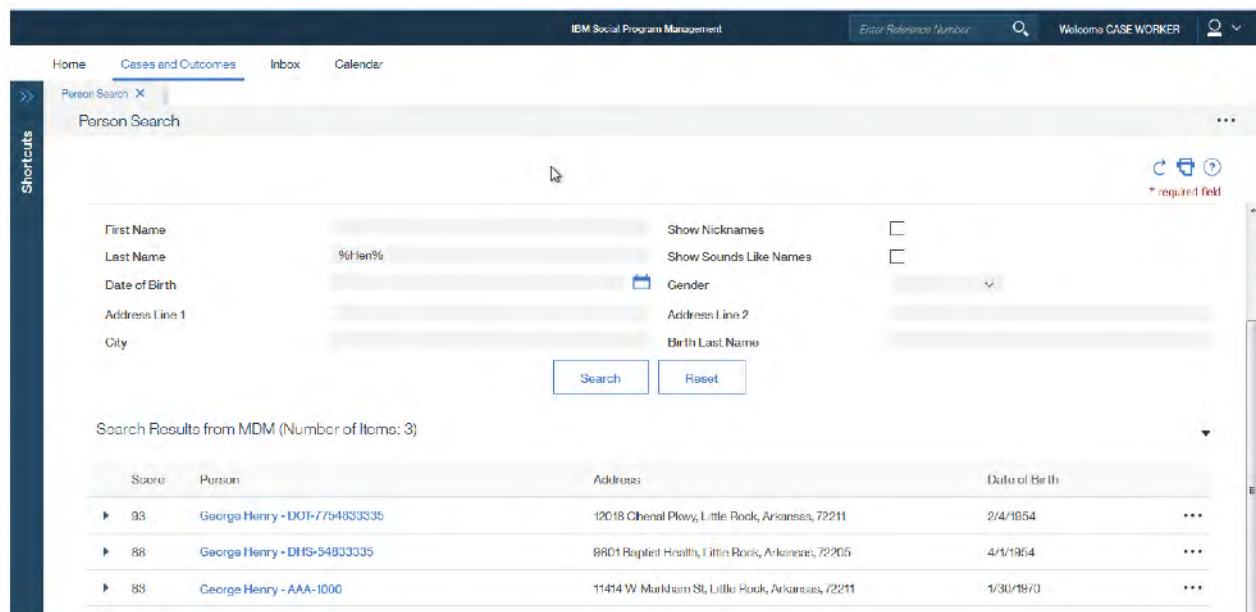 IBM Social Program Management Enter Reference Number Welcome CASE WORKER
Home Cases and Outcomes Inbox Calendar
Person Search
Person Search
Shortcuts
* required field
First Name Show Nicknames
Last Name %Hen% Show Sounds Like Names
Date of Birth Gender
Address Line 1 Address Line 2
City Birth Last Name
Search Reset
Search Results from MDM (Number of Items: 3)
Score Person Address Date of Birth
93 George Henry - DOT-7754833335 12018 Chenal Pkwy, Little Rock, Arkansas, 72211 2/4/1954
88 George Henry - DHS-54833335 9601 Baptist Health, Little Rock, Arkansas, 72205 4/1/1954
83 George Henry - AAA-1000 11414 W Markham St, Little Rock, Arkansas, 72211 1/30/1970